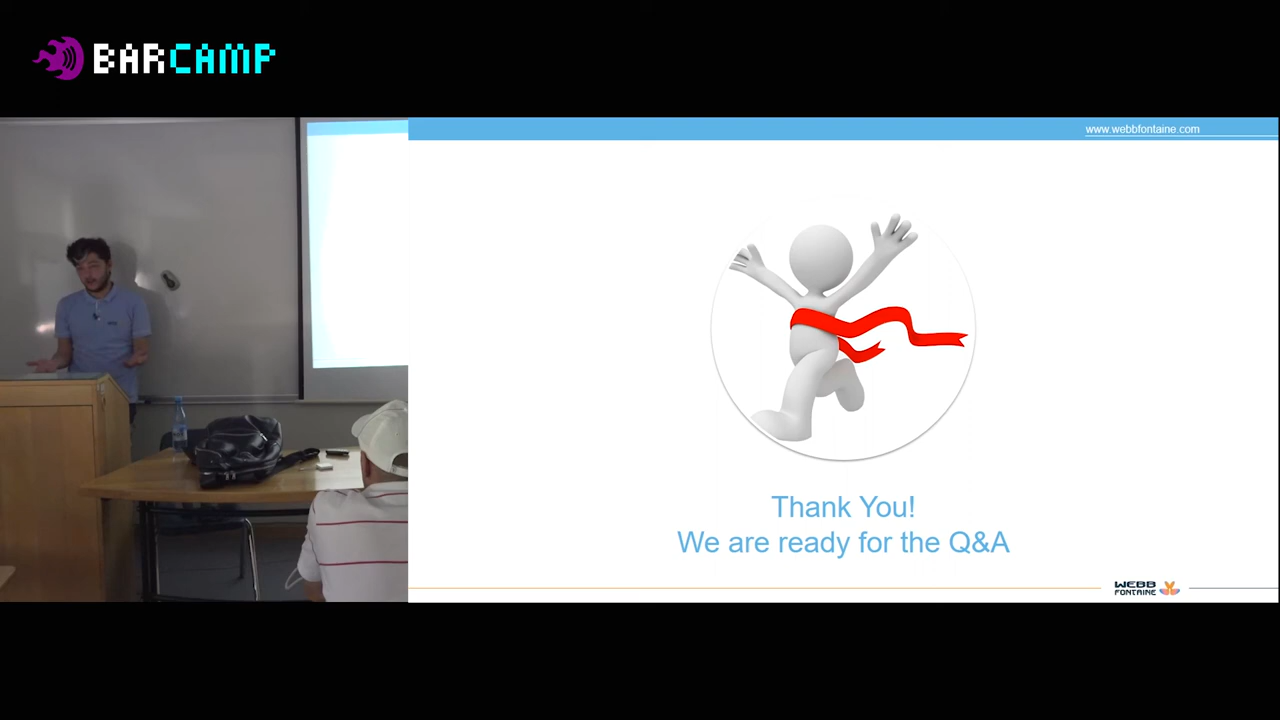 BARCAMP
www.webbfontaine.com
Thank You!
We are ready for the Q&A
WEBB
FONTAINE